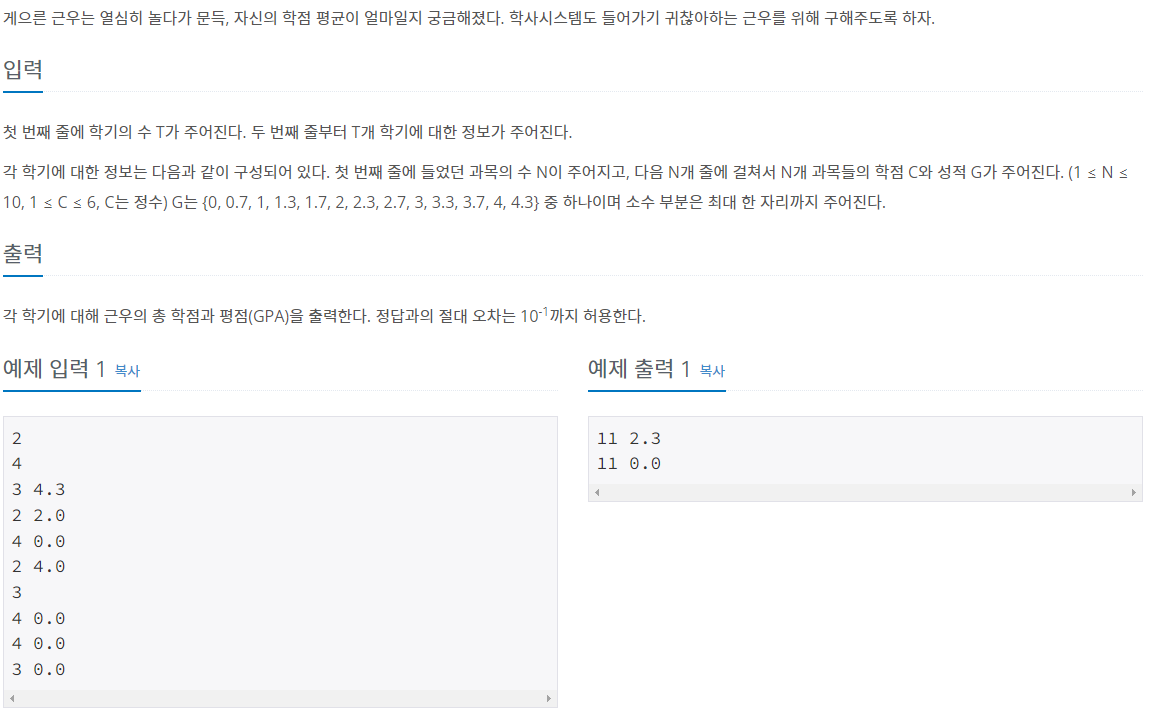 게으른 근우는 열심히 놀다가 문득, 자신의 학점 평균이 얼마일지 궁금해졌다. 학사시스템도 들어가기 귀찮아하는 근우를 위해 구해주도록 하자.
입력
첫 번째 줄에 학기의 수 T가 주어진다. 두 번째 줄부터 T개 학기에 대한 정보가 주어진다.
각 학기에 대한 정보는 다음과 같이 구성되어 있다. 첫 번째 줄에 들었던 과목의 수 N이 주어지고, 다음 N개 줄에 걸쳐서 N개 과목들의 학점 C와 성적 G가 주어진다. (1 ≤ N ≤
10, 1 ≤ C ≤ 6, C는 정수) G는 {0, 0.7, 1, 1.3, 1.7, 2, 2.3, 2.7, 3, 3.3, 3.7, 4, 4.3} 중 하나이며 소수 부분은 최대 한 자리까지 주어진다.
출력
각 학기에 대해 근우의 총 학점과 평점(GPA)을 출력한다. 정답과의 절대 오차는 10⁻¹까지 허용한다.
예제 입력 1 복사
2
4
3 4.3
2 2.0
4 0.0
2 4.0
3
4 0.0
4 0.0
3 0.0
예제 출력 1 복사
11 2.3
11 0.0